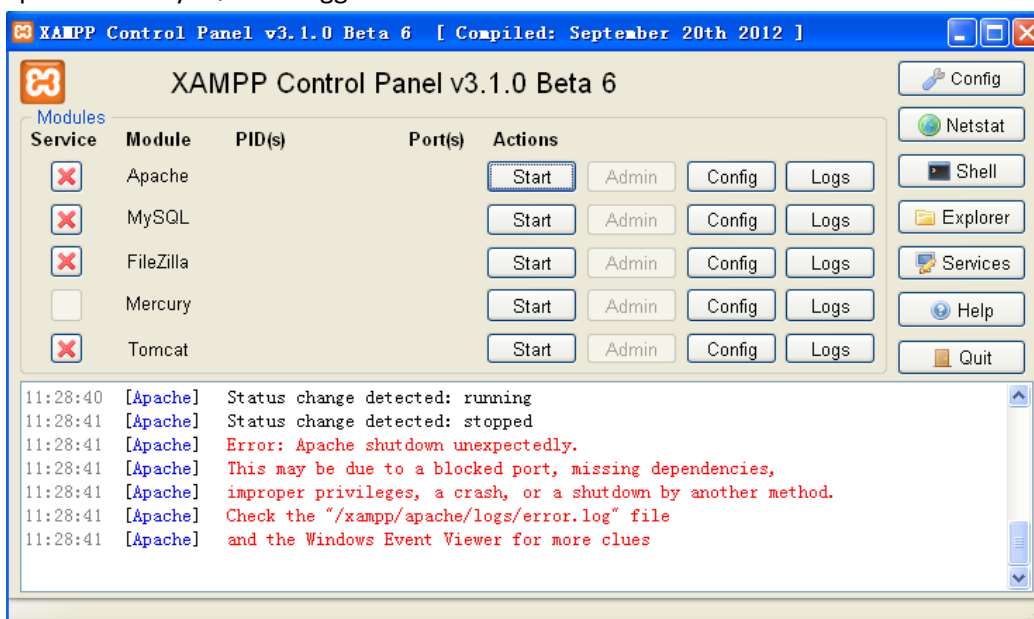 XAMPP Control Panel v3.1.0 Beta 6 [ Compiled: September 20th 2012 ]
XAMPP Control Panel v3.1.0 Beta 6
Config
Modules
Netstat
Service Module PID(s) Port(s) Actions
Apache Start Admin Config Logs
Shell
MySQL Start Admin Config Logs
Explorer
FileZilla Start Admin Config Logs
Services
Mercury Start Admin Config Logs
Help
Tomcat Start Admin Config Logs
Quit
11:28:40 [Apache] Status change detected: running
11:28:41 [Apache] Status change detected: stopped
11:28:41 [Apache] Error: Apache shutdown unexpectedly.
11:28:41 [Apache] This may be due to a blocked port, missing dependencies,
11:28:41 [Apache] improper privileges, a crash, or a shutdown by another method.
11:28:41 [Apache] Check the "/xampp/apache/logs/error.log" file
11:28:41 [Apache] and the Windows Event Viewer for more clues